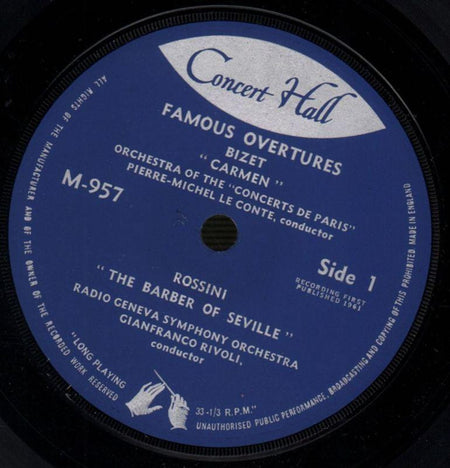 Concert Hall
FAMOUS OVERTURES
BIZET
"CARMEN"
ORCHESTRA OF THE "CONCERTS DE PARIS"
PIERRE-MICHEL LE CONTE, conductor
M-957
Side 1
RECORDING FIRST
PUBLISHED 1961
ROSSINI
"THE BARBER OF SEVILLE"
RADIO GENEVA SYMPHONY ORCHESTRA
GIANFRANCO RIVOLI,
conductor
"LONG PLAYING
33-1/3 R.P.M."
ALL RIGHTS OF THE MANUFACTURER AND OF THE OWNER OF THE RECORDED WORK RESERVED
UNAUTHORISED PUBLIC PERFORMANCE, BROADCASTING AND COPYING OF THIS RECORD PROHIBITED MADE IN ENGLAND